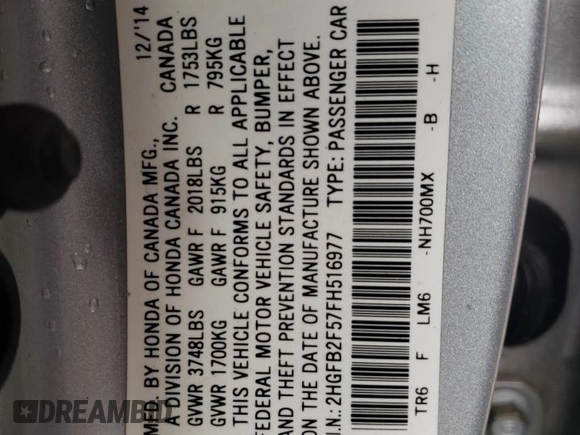 MFD. BY HONDA OF CANADA MFG., 12/'14
A DIVISION OF HONDA CANADA INC. CANADA
GVWR 3748LBS GAWR F 2018LBS R 1753LBS
GVWR 1700KG GAWR F 915KG R 795KG
THIS VEHICLE CONFORMS TO ALL APPLICABLE
FEDERAL MOTOR VEHICLE SAFETY, BUMPER,
AND THEFT PREVENTION STANDARDS IN EFFECT
ON THE DATE OF MANUFACTURE SHOWN ABOVE.
I.N.: 2HGFB2F57FH516977 TYPE: PASSENGER CAR
TR6 F LM6 -NH700MX -B -H
DEALERSCAR.COM